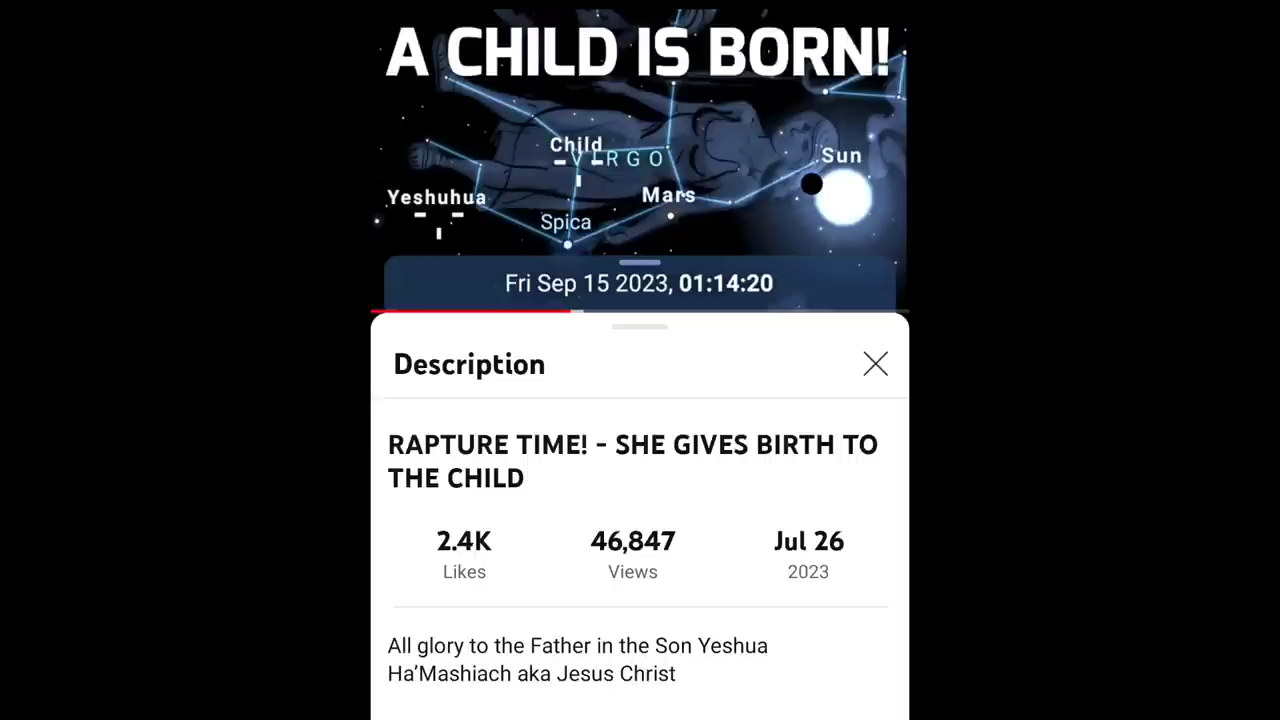 A CHILD IS BORN!
Child
VIRGO
Sun
Yeshuhua
Mars
Spica
Fri Sep 15 2023, 01:14:20
Description
RAPTURE TIME! - SHE GIVES BIRTH TO
THE CHILD
2.4K
46,847
Jul 26
Likes
Views
2023
All glory to the Father in the Son Yeshua
Ha’Mashiach aka Jesus Christ